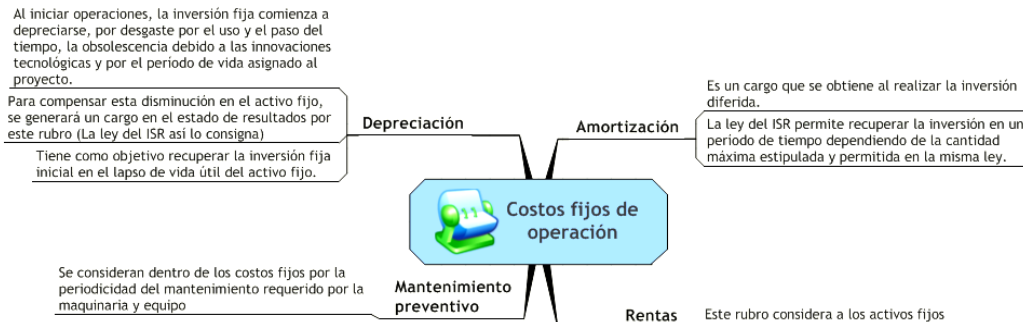 Al iniciar operaciones, la inversión fija comienza a
depreciarse, por desgaste por el uso y el paso del
tiempo, la obsolescencia debido a las innovaciones
tecnológicas y por el período de vida asignado al
proyecto.
Para compensar esta disminución en el activo fijo,
se generará un cargo en el estado de resultados por
este rubro (La ley del ISR así lo consigna)
Tiene como objetivo recuperar la inversión fija
inicial en el lapso de vida útil del activo fijo.
Depreciación
Amortización
Es un cargo que se obtiene al realizar la inversión
diferida.
La ley del ISR permite recuperar la inversión en un
período de tiempo dependiendo de la cantidad
máxima estipulada y permitida en la misma ley.
Costos fijos de
operación
Se consideran dentro de los costos fijos por la
periodicidad del mantenimiento requerido por la
maquinaria y equipo
Mantenimiento
preventivo
Rentas
Este rubro considera a los activos fijos